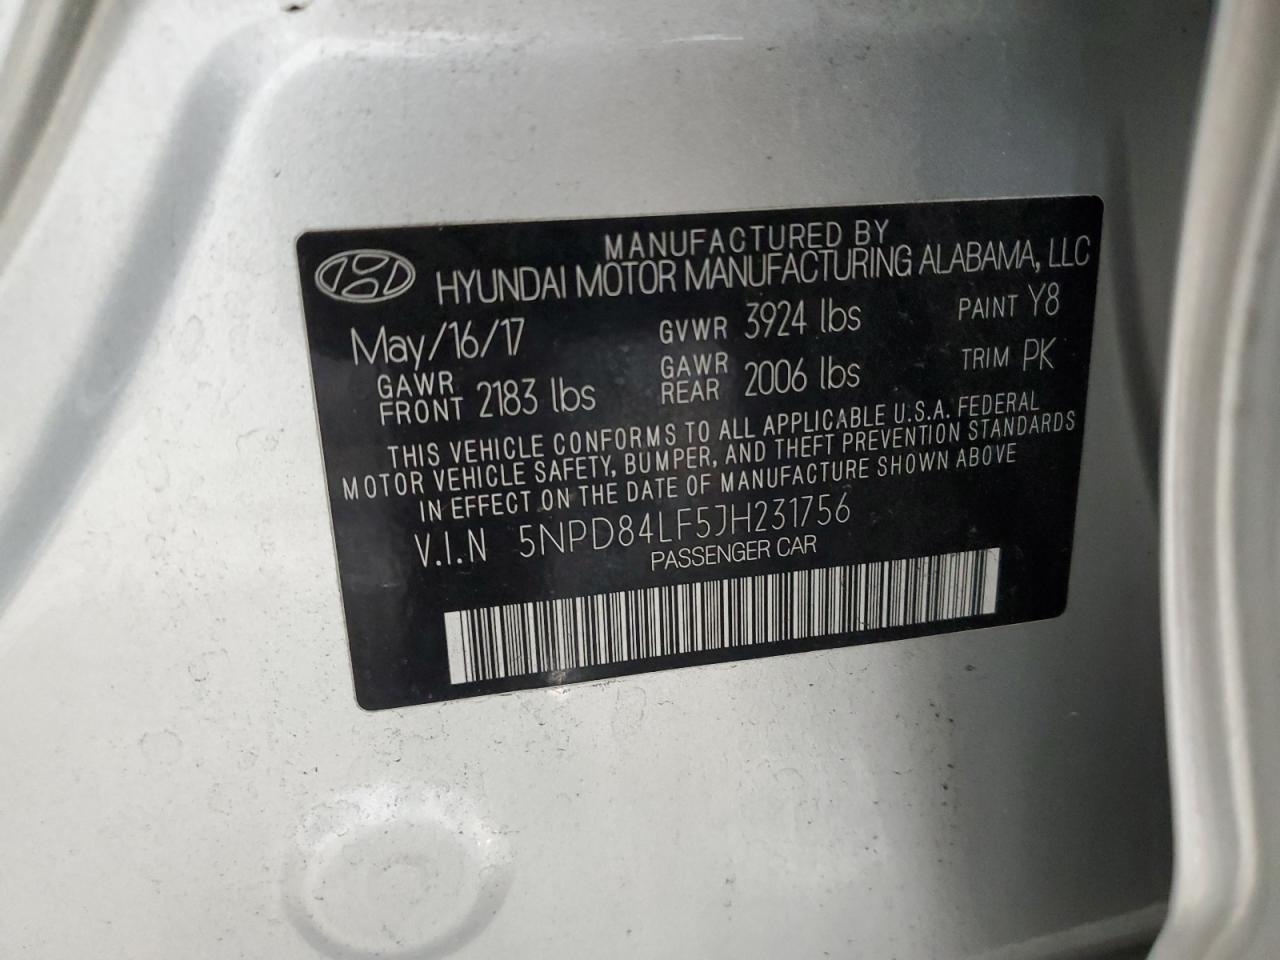 MANUFACTURED BY
HYUNDAI MOTOR MANUFACTURING ALABAMA, LLC
May/16/17 GVWR 3924 lbs PAINT Y8
GAWR FRONT 2183 lbs GAWR REAR 2006 lbs TRIM PK
THIS VEHICLE CONFORMS TO ALL APPLICABLE U.S.A. FEDERAL
MOTOR VEHICLE SAFETY, BUMPER, AND THEFT PREVENTION STANDARDS
IN EFFECT ON THE DATE OF MANUFACTURE SHOWN ABOVE
V.I.N 5NPD84LF5JH231756
PASSENGER CAR